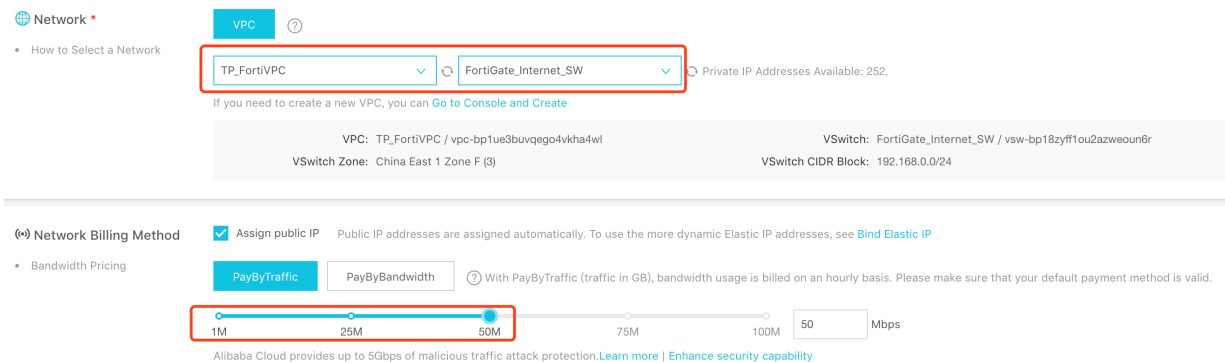 Network *
VPC ?
How to Select a Network
TP_FortiVPC FortiGate_Internet_SW Private IP Addresses Available: 252,
If you need to create a new VPC, you can Go to Console and Create
VPC: TP_FortiVPC / vpc-bp1ue3buvqego4vkha4wl VSwitch: FortiGate_Internet_SW / vsw-bp18zyff1ou2azweoun6r
VSwitch Zone: China East 1 Zone F (3) VSwitch CIDR Block: 192.168.0.0/24
Network Billing Method Assign public IP Public IP addresses are assigned automatically. To use the more dynamic Elastic IP addresses, see Bind Elastic IP
Bandwidth Pricing PayByTraffic PayByBandwidth ? With PayByTraffic (traffic in GB), bandwidth usage is billed on an hourly basis. Please make sure that your default payment method is valid.
1M 25M 50M 75M 100M 50 Mbps
Alibaba Cloud provides up to 5Gbps of malicious traffic attack protection.Learn more | Enhance security capability